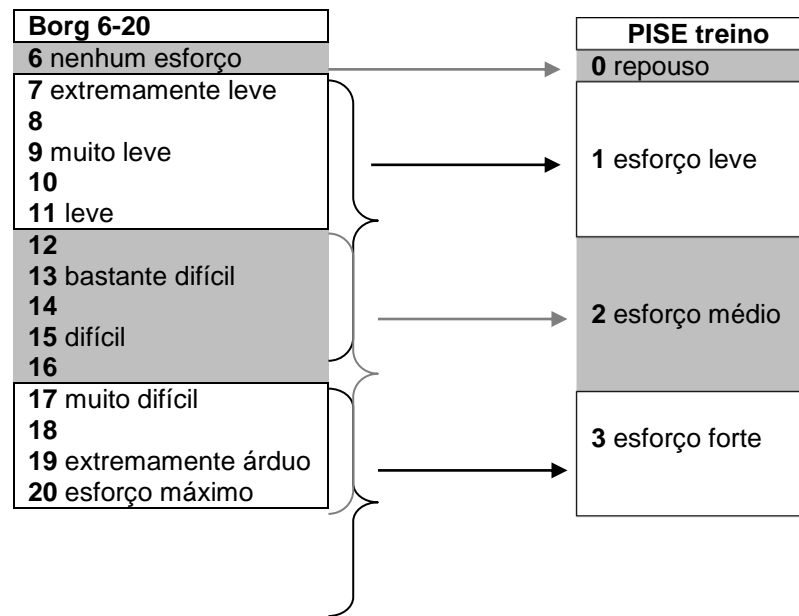 Borg 6-20
6 nenhum esforço
7 extremamente leve
8
9 muito leve
10
11 leve
12
13 bastante difícil
14
15 difícil
16
17 muito difícil
18
19 extremamente árduo
20 esforço máximo
PISE treino
0 repouso
1 esforço leve
2 esforço médio
3 esforço forte